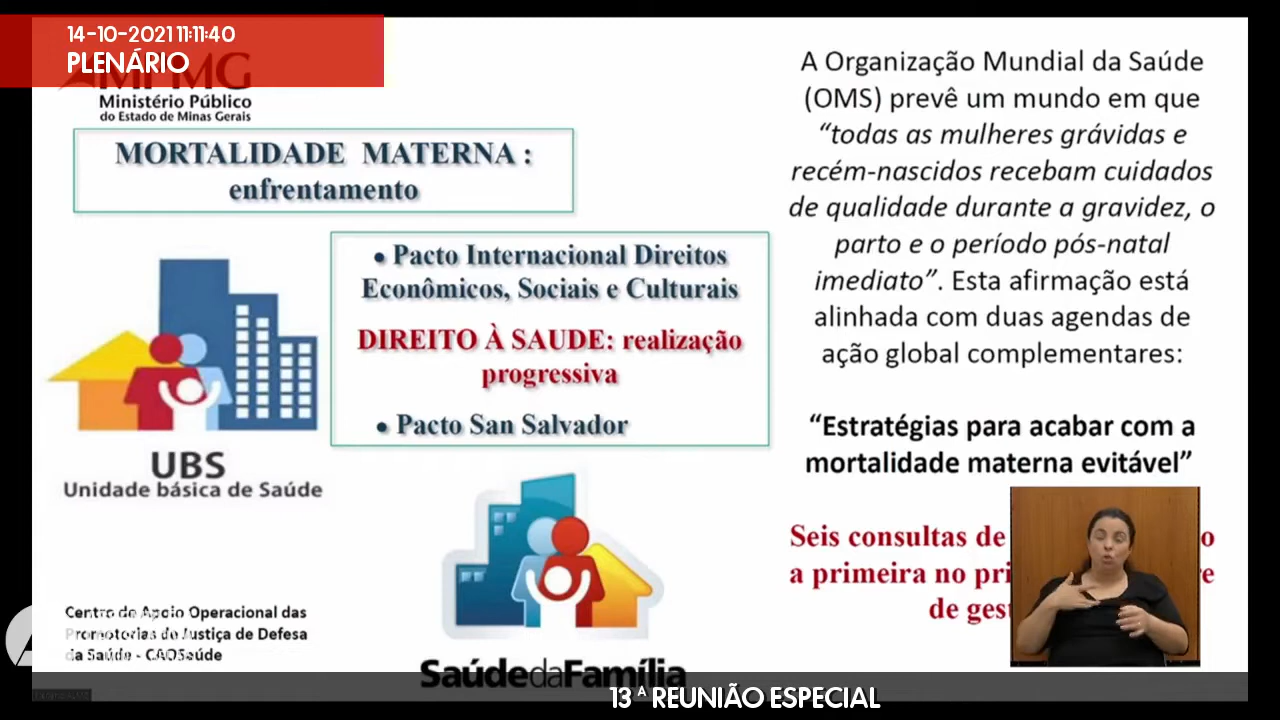 14-10-2021 11:11:40
PLENÁRIO
MPMG
Ministério Público
do Estado de Minas Gerais
MORTALIDADE MATERNA :
enfrentamento
• Pacto Internacional Direitos
Econômicos, Sociais e Culturais
DIREITO À SAUDE: realização
progressiva
• Pacto San Salvador
UBS
Unidade básica de Saúde
SaúdedaFamília
Centro de Apoio Operacional das
Promotorias de Justiça de Defesa
da Saúde - CAOSaúde
A Organização Mundial da Saúde
(OMS) prevê um mundo em que
“todas as mulheres grávidas e
recém-nascidos recebam cuidados
de qualidade durante a gravidez, o
parto e o período pós-natal
imediato”. Esta afirmação está
alinhada com duas agendas de
ação global complementares:
“Estratégias para acabar com a
mortalidade materna evitável”
Seis consultas de
a primeira no
de
13ª REUNIÃO ESPECIAL